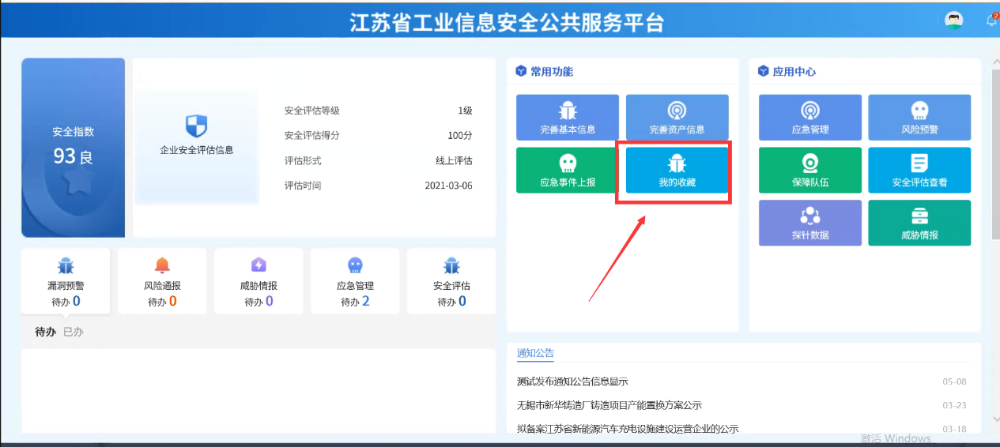 江苏省工业信息安全公共服务平台
2
安全指数
93 良
企业安全评估信息
安全评估等级 1级
安全评估得分 100分
评估形式 线上评估
评估时间 2021-03-06
常用功能
完善基本信息 完善资产信息
应急事件上报 我的收藏
应用中心
应急管理 风险预警
保障队伍 安全评估查看
探针数据 威胁情报
漏洞预警 风险通报 威胁情报 应急管理 安全评估
待办 0 待办 0 待办 0 待办 2 待办 0
待办 已办
通知公告
测试发布通知公告信息显示 05-08
无锡市新华铸造厂铸造项目产能置换方案公示 03-23
拟备案江苏省新能源汽车充电设施建设运营企业的公示 03-18
激活 Windows